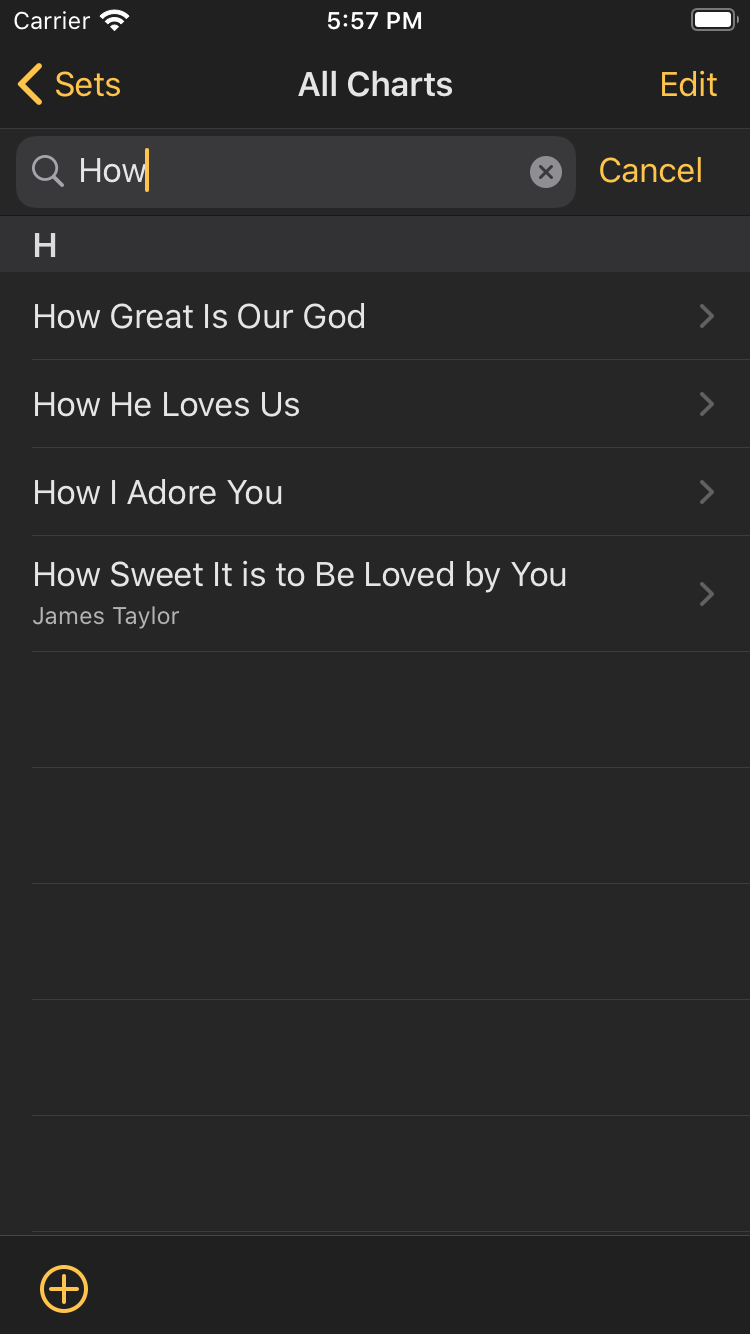 Carrier 5:57 PM
Sets All Charts Edit
How Cancel
H
How Great Is Our God
How He Loves Us
How I Adore You
How Sweet It is to Be Loved by You
James Taylor